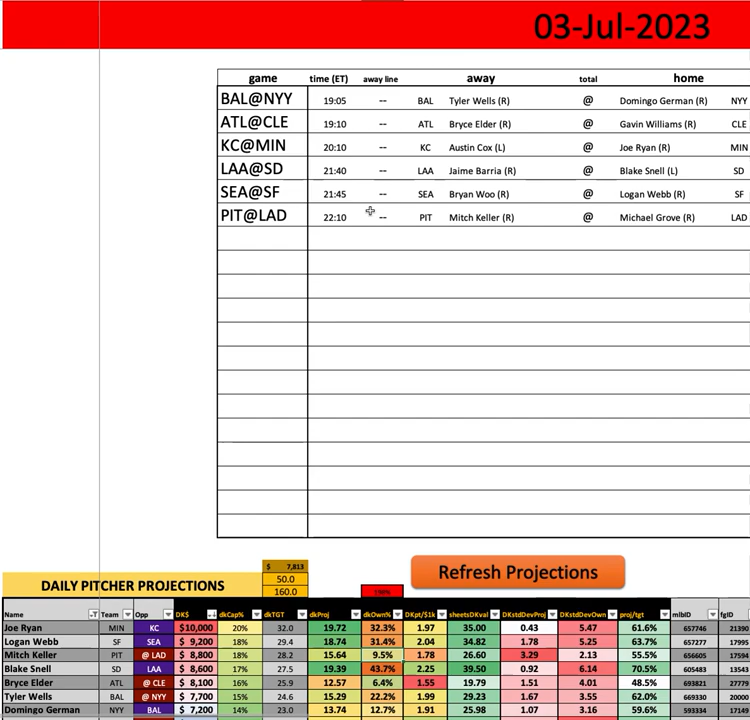 03-Jul-2023
game time (ET) away line away total home
BAL@NYY 19:05 -- BAL Tyler Wells (R) @ Domingo German (R) NYY
ATL@CLE 19:10 -- ATL Bryce Elder (R) @ Gavin Williams (R) CLE
KC@MIN 20:10 -- KC Austin Cox (L) @ Joe Ryan (R) MIN
LAA@SD 21:40 -- LAA Jaime Barria (R) @ Blake Snell (L) SD
SEA@SF 21:45 -- SEA Bryan Woo (R) @ Logan Webb (R) SF
PIT@LAD 22:10 -- PIT Mitch Keller (R) @ Michael Grove (R) LAD
$ 7,813
Refresh Projections
DAILY PITCHER PROJECTIONS 50.0
160.0
Name Team Opp DK$ dkCap% dkTGT dkProj dkOwn% DKpt/$1k sheetsDKval DKstdDevProj DKstdDevOwn proj/tgt mlbID fgID
Joe Ryan MIN KC $10,000 20% 32.0 19.72 32.3% 1.97 35.00 0.43 5.47 61.6% 657746 21390
Logan Webb SF SEA $ 9,200 18% 29.4 18.74 31.4% 2.04 34.82 1.78 5.25 63.7% 657277 17995
Mitch Keller PIT @ LAD $ 8,800 18% 28.2 15.64 9.5% 1.78 26.60 3.29 2.13 55.5% 656605 17594
Blake Snell SD LAA $ 8,600 17% 27.5 19.39 43.7% 2.25 39.50 0.92 6.14 70.5% 605483 13543
Bryce Elder ATL @ CLE $ 8,100 16% 25.9 12.57 6.4% 1.55 19.79 1.51 4.01 48.5% 693821 27779
Tyler Wells BAL @ NYY $ 7,700 15% 24.6 15.29 22.2% 1.99 29.23 1.67 3.55 62.0% 669330 20000
Domingo German NYY BAL $ 7,200 14% 23.0 13.74 12.7% 1.91 25.98 1.07 3.16 59.6% 593334 17149